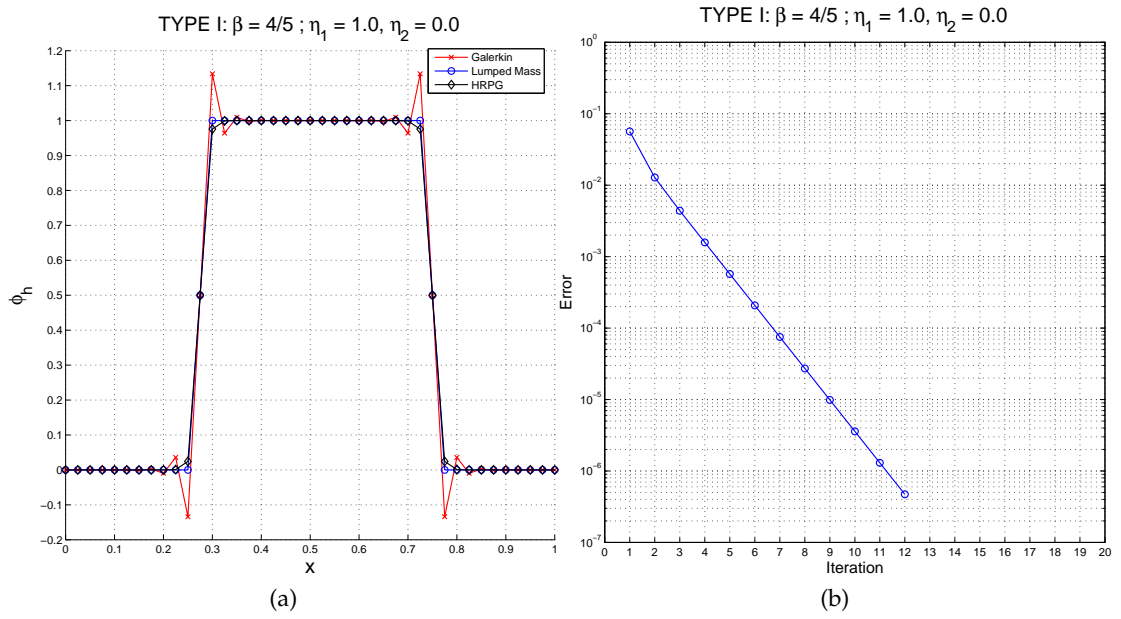 TYPE I: β = 4/5 ; η₁ = 1.0, η₂ = 0.0
1.2
1.1
1
0.9
0.8
0.7
0.6
0.5
0.4
0.3
0.2
0.1
0
−0.1
−0.2
ϕₕ
Galerkin
Lumped Mass
HRPG
0 0.1 0.2 0.3 0.4 0.5 0.6 0.7 0.8 0.9 1
x
(a)
TYPE I: β = 4/5 ; η₁ = 1.0, η₂ = 0.0
10⁰
10⁻¹
10⁻²
10⁻³
10⁻⁴
10⁻⁵
10⁻⁶
10⁻⁷
Error
0 1 2 3 4 5 6 7 8 9 10 11 12 13 14 15 16 17 18 19 20
Iteration
(b)